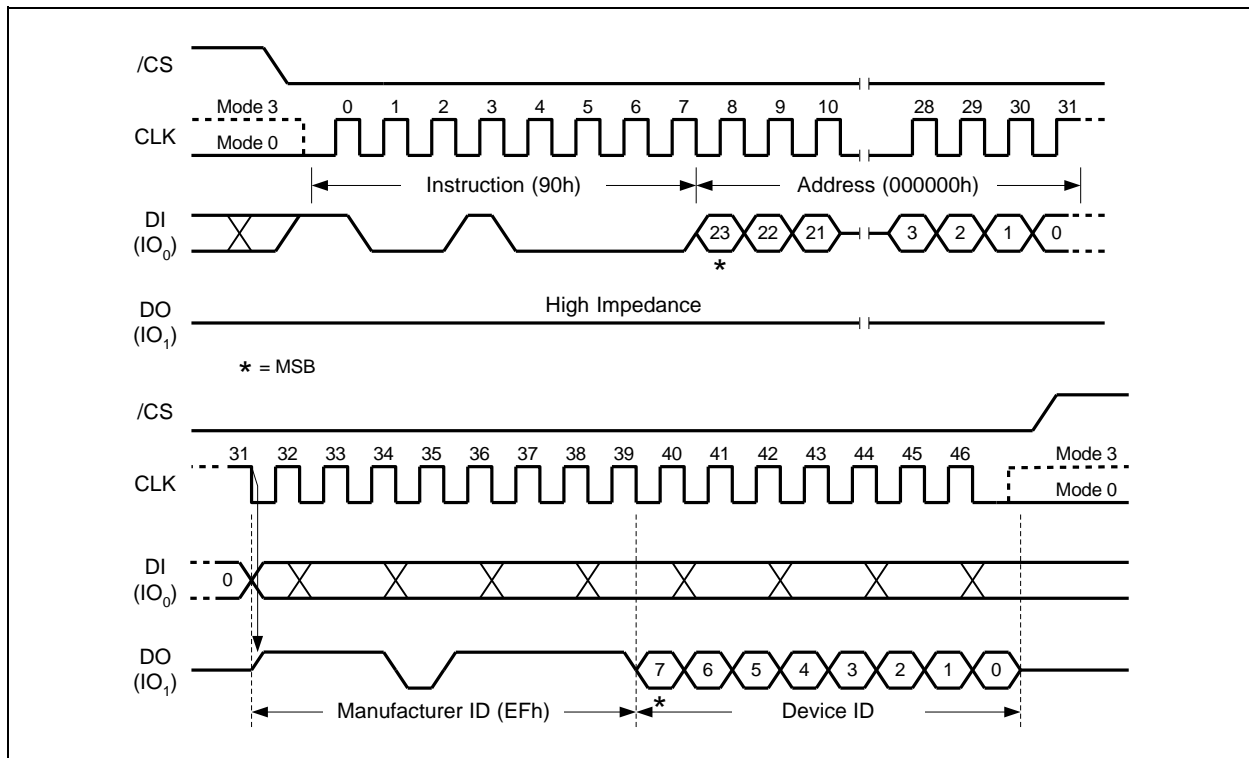 /CS
Mode 3 0 1 2 3 4 5 6 7 8 9 10 28 29 30 31
CLK
Mode 0
Instruction (90h) Address (000000h)
DI
(IO0) 23 22 21 3 2 1 0
*
High Impedance
DO
(IO1)
* = MSB
/CS
31 32 33 34 35 36 37 38 39 40 41 42 43 44 45 46 Mode 3
CLK
Mode 0
DI
(IO0) 0
DO
(IO1) 7 6 5 4 3 2 1 0
*
Manufacturer ID (EFh) Device ID